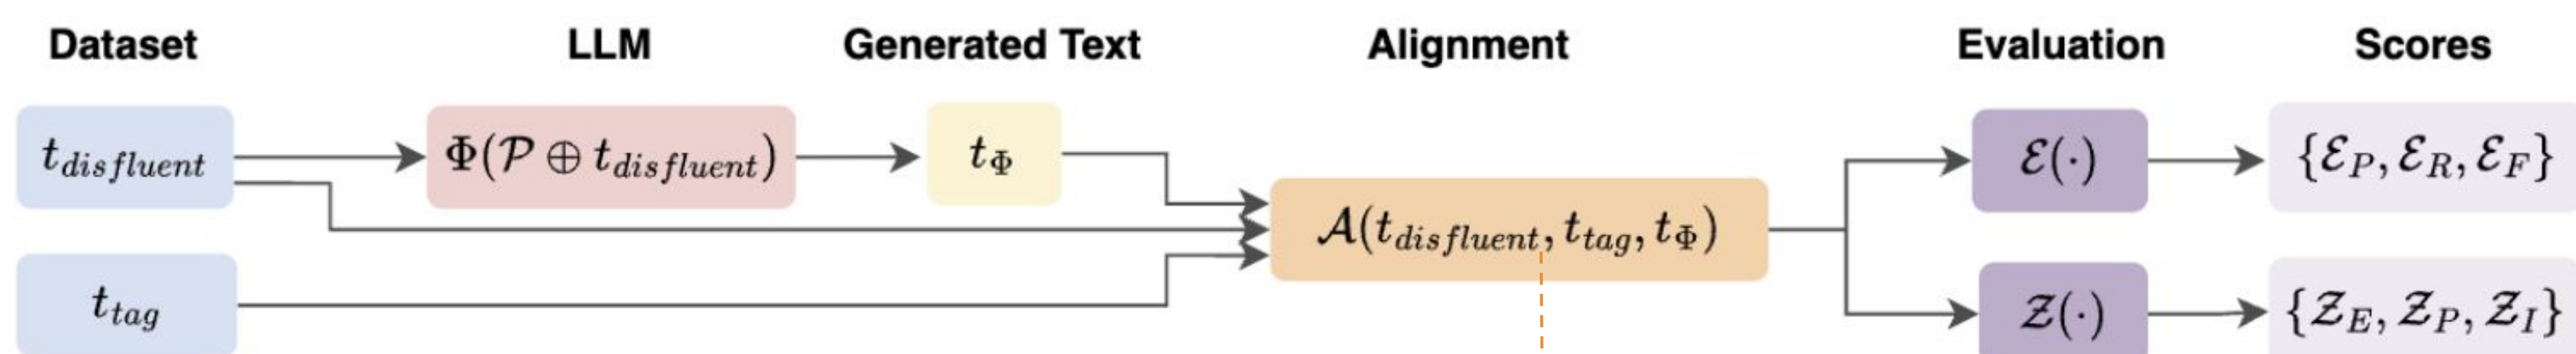 Dataset LLM Generated Text Alignment Evaluation Scores
t_{disfluent} Φ(𝒫 ⊕ t_{disfluent}) t_Φ ℰ(·) {ℰ_P, ℰ_R, ℰ_F}
𝒜(t_{disfluent}, t_{tag}, t_Φ)
t_{tag} 𝒵(·) {𝒵_E, 𝒵_P, 𝒵_I}